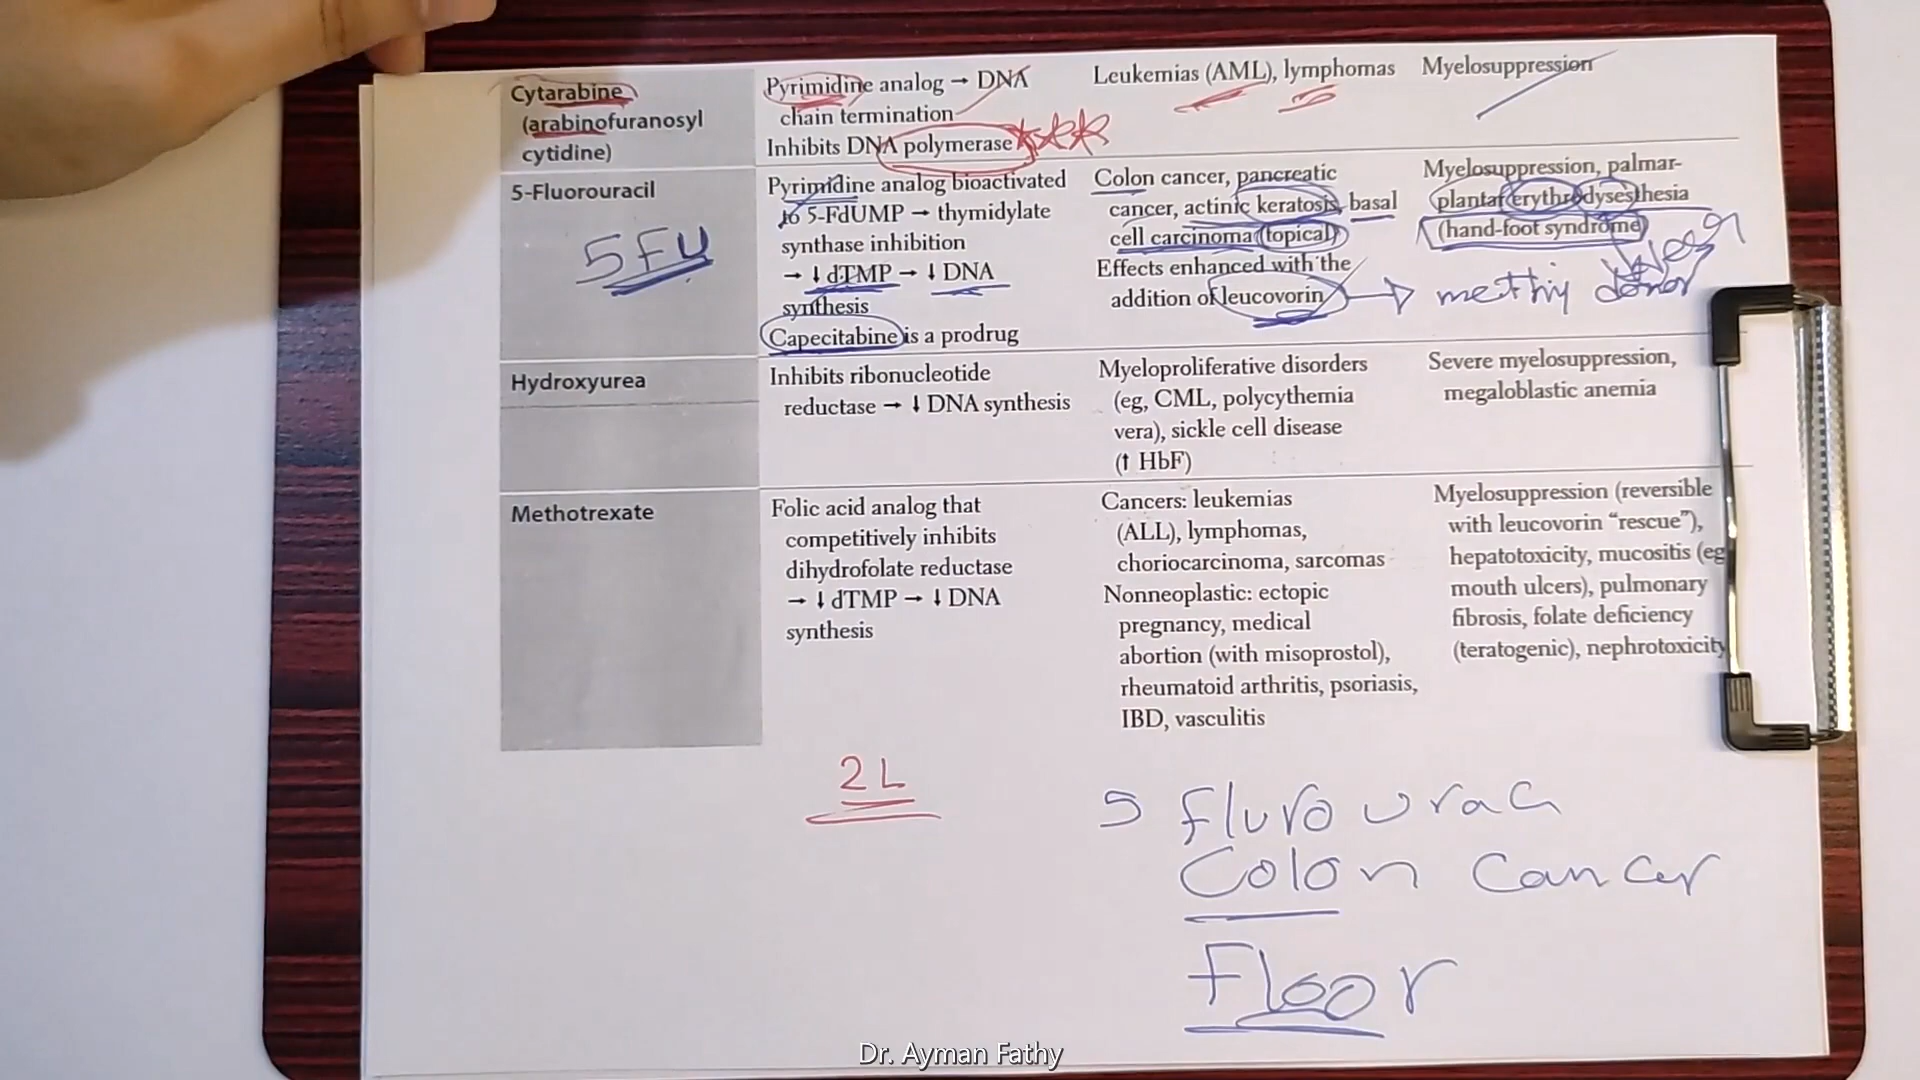 Cytarabine
(arabinofuranosyl
cytidine)
Pyrimidine analog → DNA
chain termination
Inhibits DNA polymerase
Leukemias (AML), lymphomas
Myelosuppression
5-Fluorouracil
5FU
Pyrimidine analog bioactivated
to 5-FdUMP → thymidylate
synthase inhibition
→ ↓ dTMP → ↓ DNA
synthesis
Capecitabine is a prodrug
Colon cancer, pancreatic
cancer, actinic keratosis, basal
cell carcinoma (topical)
Effects enhanced with the
addition of leucovorin
Myelosuppression, palmar-
plantar erythrodysesthesia
(hand-foot syndrome)
donor
Hydroxyurea
Inhibits ribonucleotide
reductase → ↓ DNA synthesis
Myeloproliferative disorders
(eg, CML, polycythemia
vera), sickle cell disease
(↑ HbF)
Severe myelosuppression,
megaloblastic anemia
Methotrexate
Folic acid analog that
competitively inhibits
dihydrofolate reductase
→ ↓ dTMP → ↓ DNA
synthesis
Cancers: leukemias
(ALL), lymphomas,
choriocarcinoma, sarcomas
Nonneoplastic: ectopic
pregnancy, medical
abortion (with misoprostol),
rheumatoid arthritis, psoriasis,
IBD, vasculitis
Myelosuppression (reversible
with leucovorin “rescue”),
hepatotoxicity, mucositis (eg
mouth ulcers), pulmonary
fibrosis, folate deficiency
(teratogenic), nephrotoxicity
2L
5 fluro
Colon Cancer
Floor
Dr. Ayman Fathy